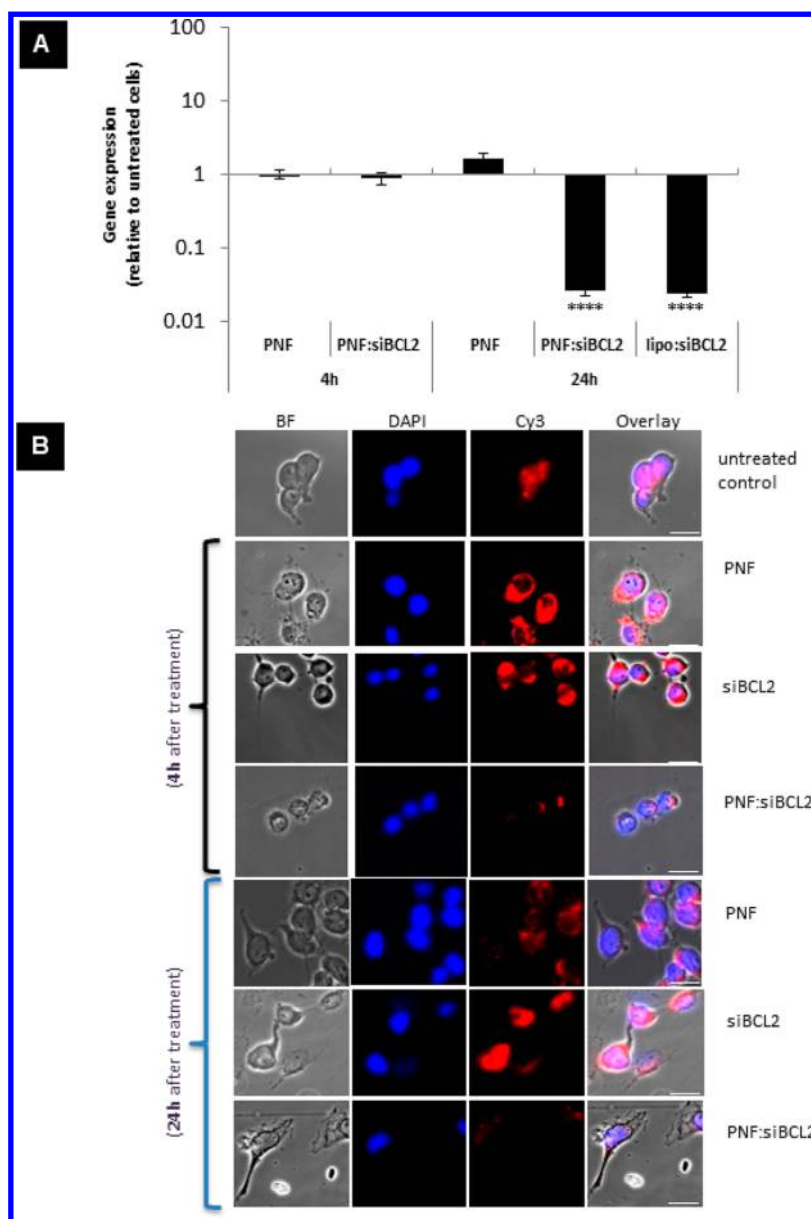 A
100
10
1
0.1
0.01
Gene expression
(relative to untreated cells)
**** ****
PNF PNF:siBCL2 PNF PNF:siBCL2 lipo:siBCL2
4h 24h
B
BF DAPI Cy3 Overlay
untreated
control
(4h after treatment)
PNF
siBCL2
PNF:siBCL2
(24h after treatment)
PNF
siBCL2
PNF:siBCL2